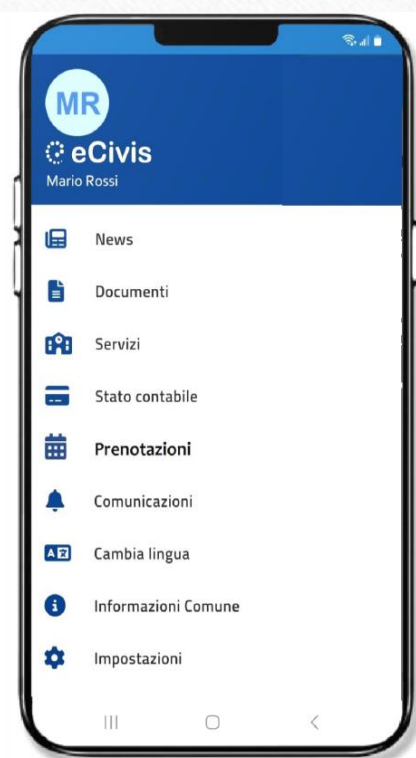 MR
eCivis
Mario Rossi
News
Documenti
Servizi
Stato contabile
Prenotazioni
Comunicazioni
Cambia lingua
Informazioni Comune
Impostazioni